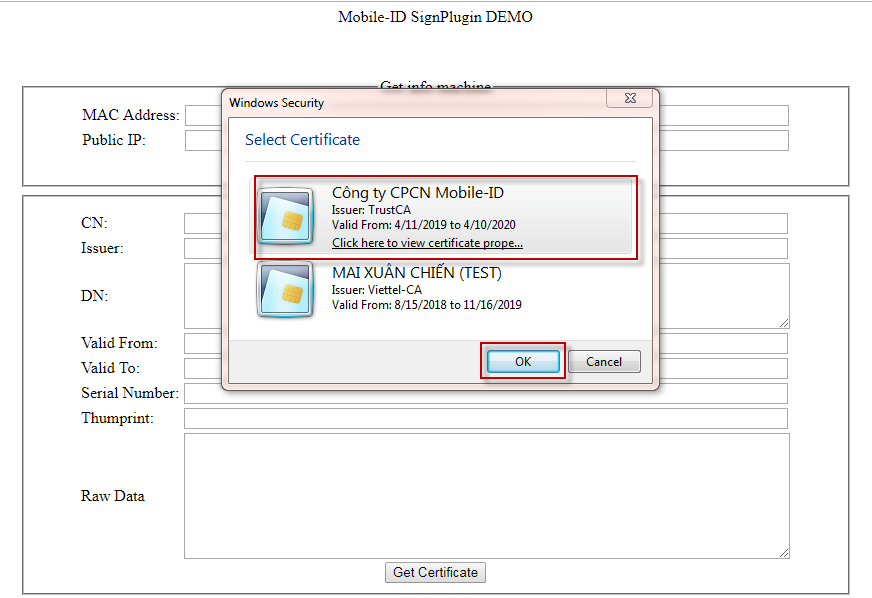 Mobile-ID SignPlugin DEMO
Get info machine
Windows Security
MAC Address:
Public IP:
Select Certificate
Công ty CPCN Mobile-ID
Issuer: TrustCA
Valid From: 4/11/2019 to 4/10/2020
Click here to view certificate prope...
MAI XUÂN CHIẾN (TEST)
Issuer: Viettel-CA
Valid From: 8/15/2018 to 11/16/2019
OK
Cancel
CN:
Issuer:
DN:
Valid From:
Valid To:
Serial Number:
Thumprint:
Raw Data
Get Certificate